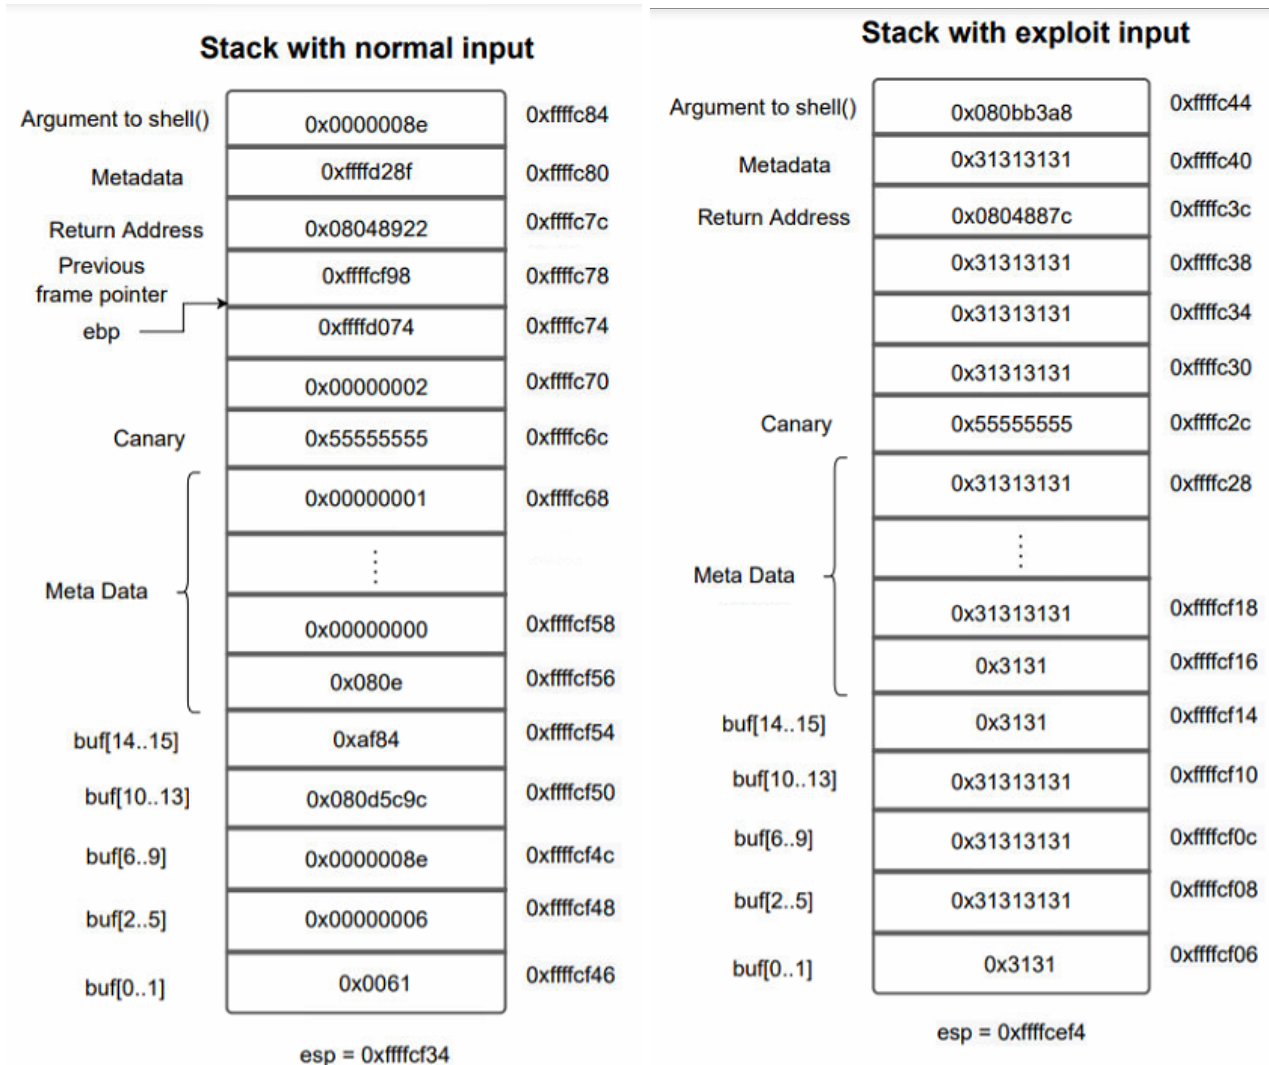 Stack with normal input
Argument to shell() 0x0000008e 0xffffc84
Metadata 0xffffd28f 0xffffc80
Return Address 0x08048922 0xffffc7c
Previous
frame pointer 0xffffcf98 0xffffc78
ebp 0xffffd074 0xffffc74
0x00000002 0xffffc70
Canary 0x55555555 0xffffc6c
0x00000001 0xffffc68
Meta Data
0x00000000 0xffffcf58
0x080e 0xffffcf56
buf[14..15] 0xaf84 0xffffcf54
buf[10..13] 0x080d5c9c 0xffffcf50
buf[6..9] 0x0000008e 0xffffcf4c
buf[2..5] 0x00000006 0xffffcf48
buf[0..1] 0x0061 0xffffcf46
esp = 0xffffcf34
Stack with exploit input
Argument to shell() 0x080bb3a8 0xffffc44
Metadata 0x31313131 0xffffc40
Return Address 0x0804887c 0xffffc3c
0x31313131 0xffffc38
0x31313131 0xffffc34
0x31313131 0xffffc30
Canary 0x55555555 0xffffc2c
0x31313131 0xffffc28
Meta Data
0x31313131 0xffffcf18
0x3131 0xffffcf16
buf[14..15] 0x3131 0xffffcf14
buf[10..13] 0x31313131 0xffffcf10
buf[6..9] 0x31313131 0xffffcf0c
buf[2..5] 0x31313131 0xffffcf08
buf[0..1] 0x3131 0xffffcf06
esp = 0xffffcef4